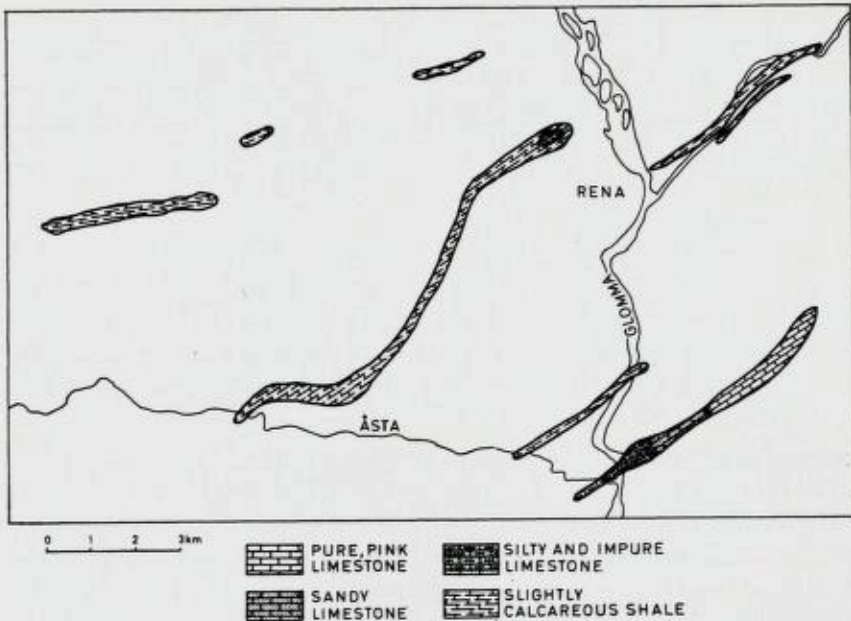 RENA
GLOMMA
ÅSTA
0 1 2 3km
PURE, PINK
LIMESTONE
SILTY AND IMPURE
LIMESTONE
SANDY
LIMESTONE
SLIGHTLY
CALCAREOUS SHALE